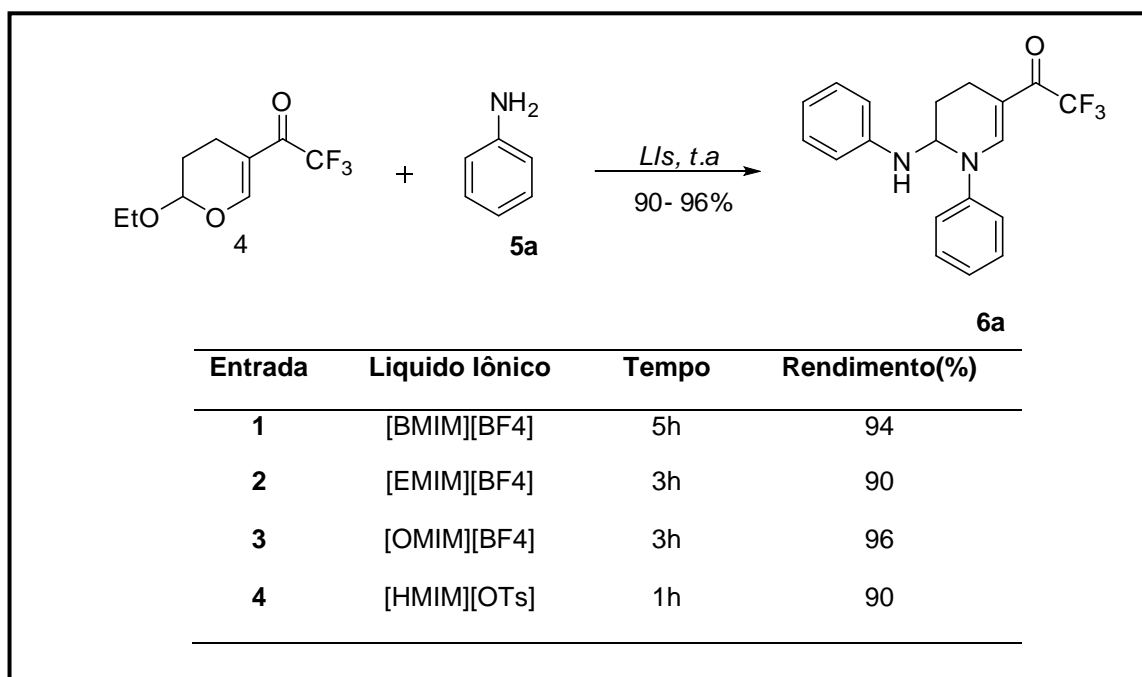 O
CF3
EtO
O
4
+
NH2
5a
LIs, t.a
90- 96%
O
CF3
N
H
N
6a
Entrada Liquido Iônico Tempo Rendimento(%)
1 [BMIM][BF4] 5h 94
2 [EMIM][BF4] 3h 90
3 [OMIM][BF4] 3h 96
4 [HMIM][OTs] 1h 90